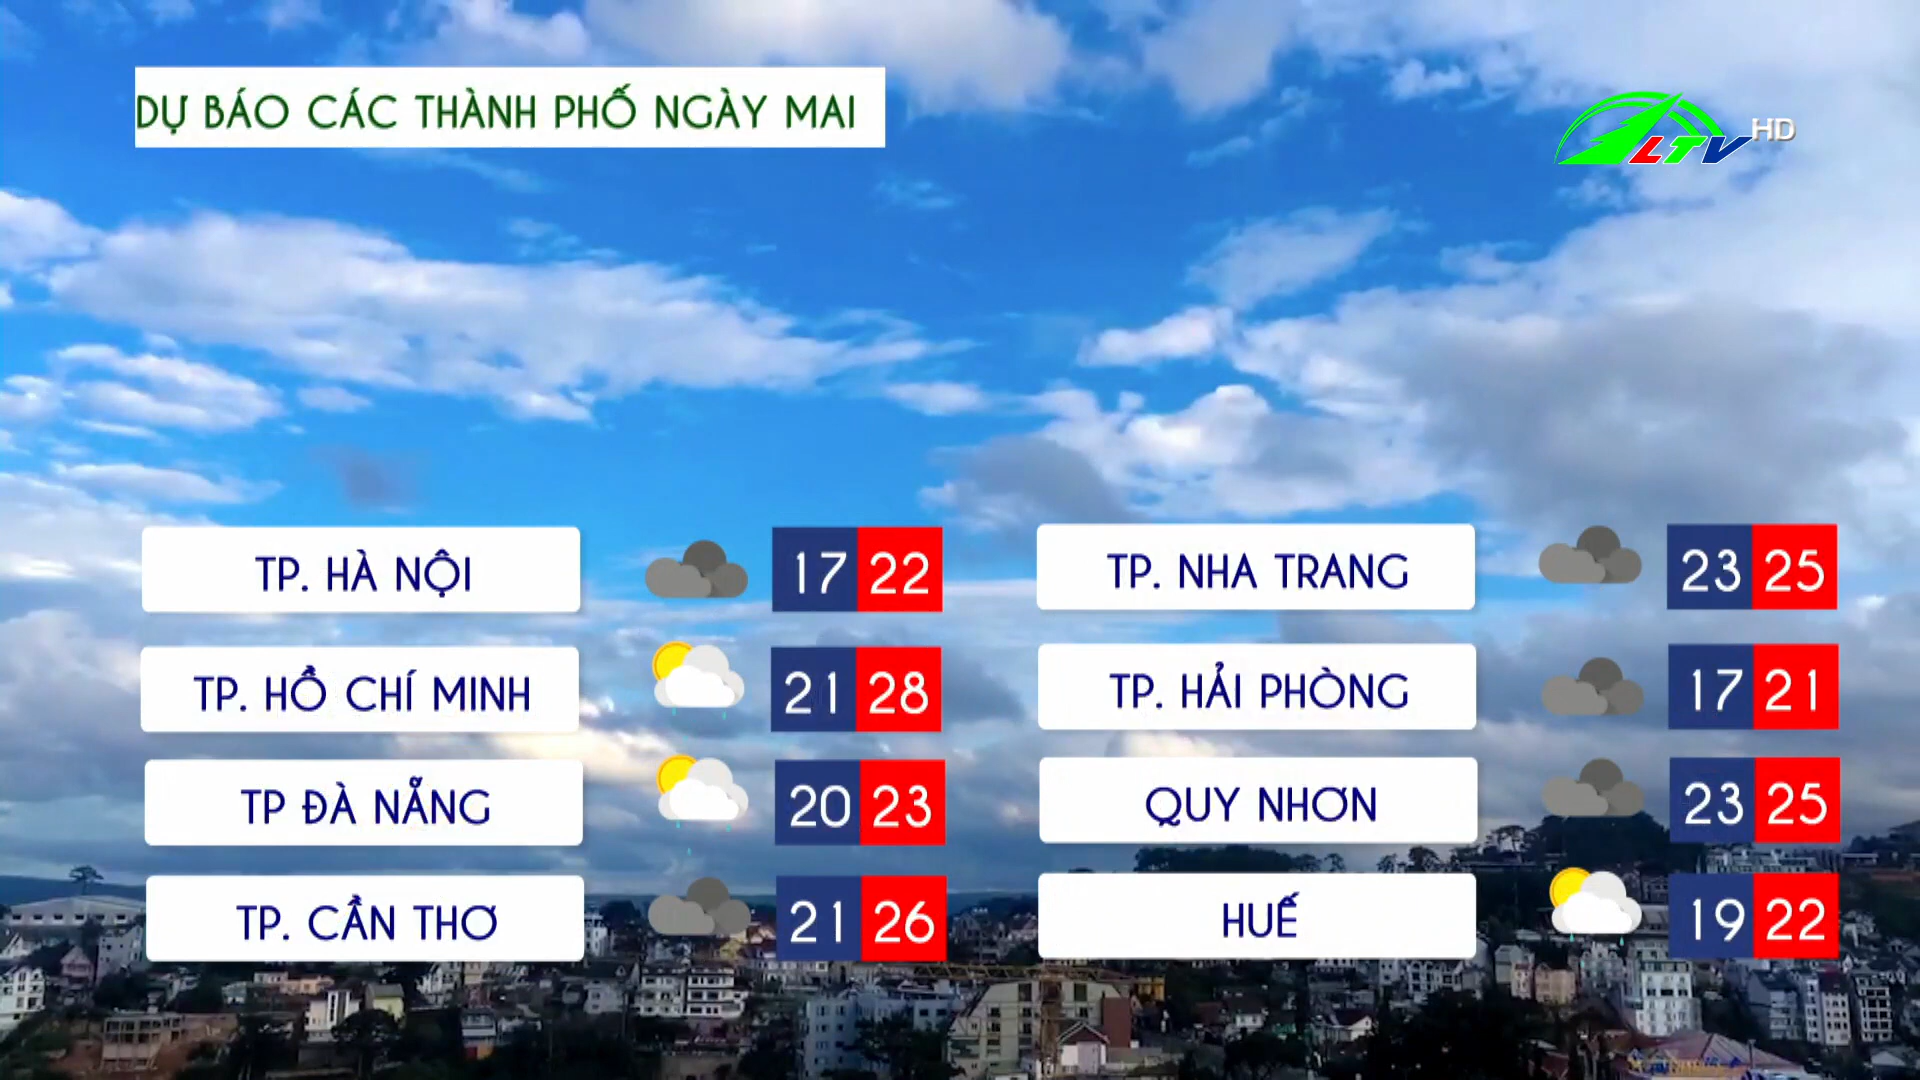 DỰ BÁO CÁC THÀNH PHỐ NGÀY MAI
LTV HD
TP. HÀ NỘI 17 22
TP. HỒ CHÍ MINH 21 28
TP ĐÀ NẴNG 20 23
TP. CẦN THƠ 21 26
TP. NHA TRANG 23 25
TP. HẢI PHÒNG 17 21
QUY NHƠN 23 25
HUẾ 19 22